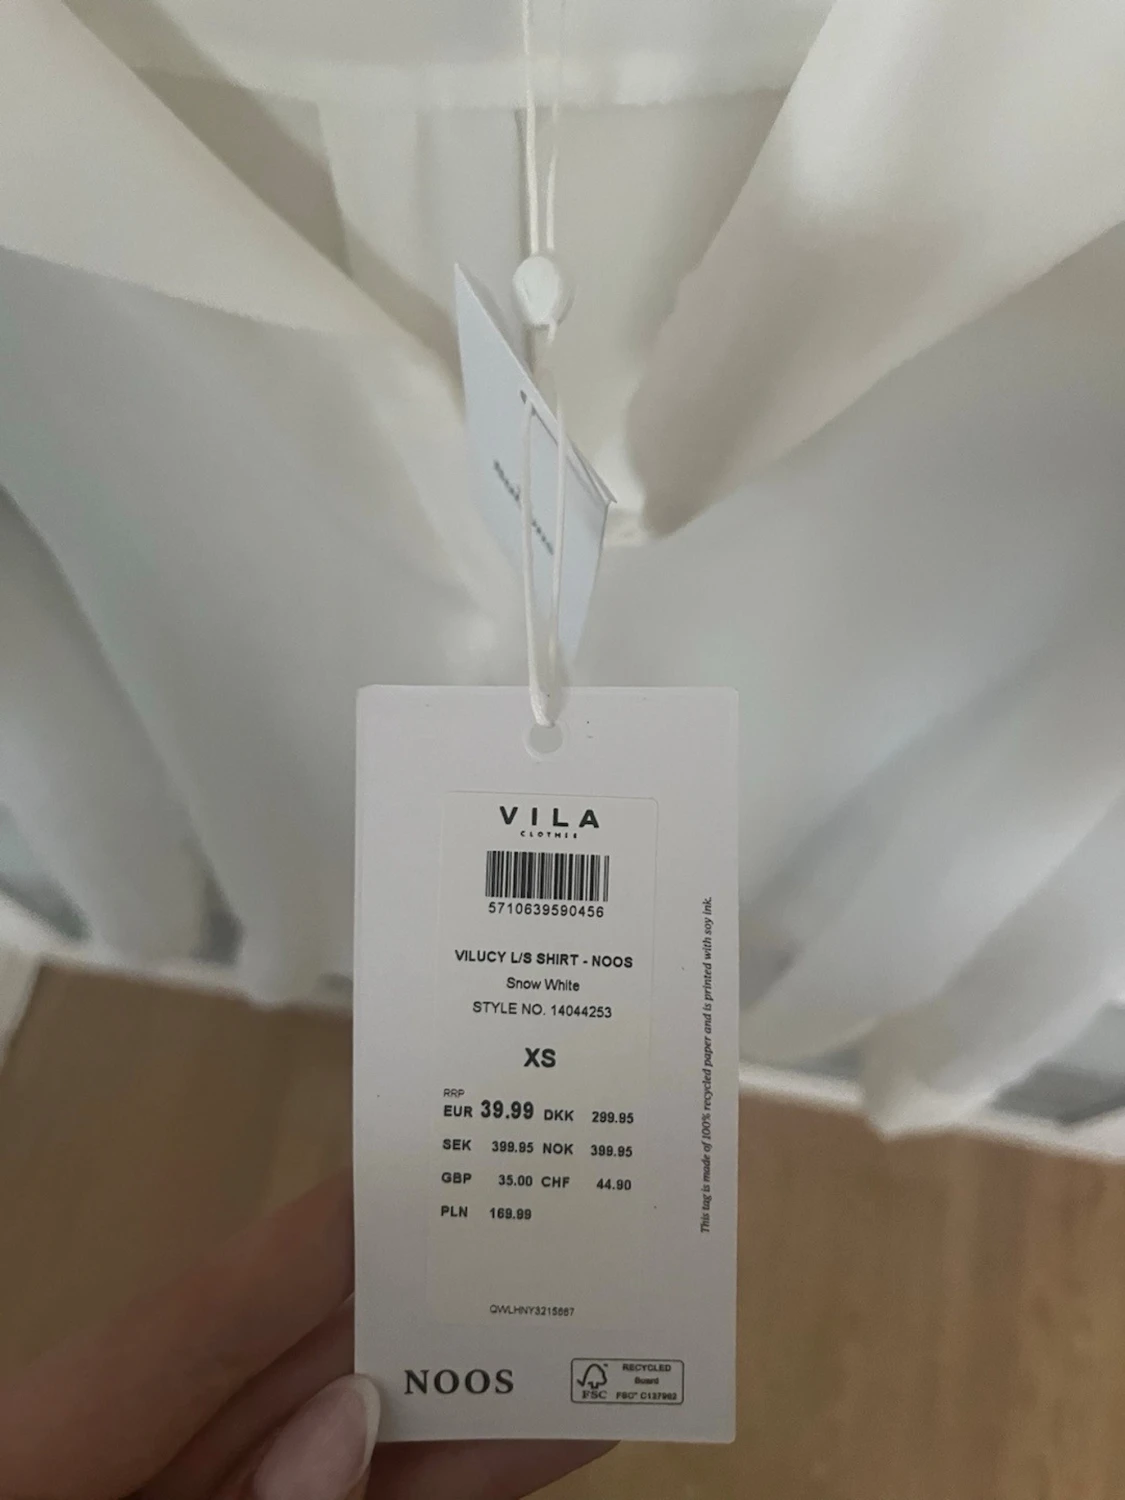 VILA
CLOTHES
5710639590456
VILUCY L/S SHIRT - NOOS
Snow White
STYLE NO. 14044253
XS
RRP
EUR 39.99 DKK 299.95
SEK 399.95 NOK 399.95
GBP 35.00 CHF 44.90
PLN 169.99
QWLHNY3215667
NOOS
FSC
RECYCLED
Board
FSC® C137982
This tag is made of 100% recycled paper and is printed with soy ink.